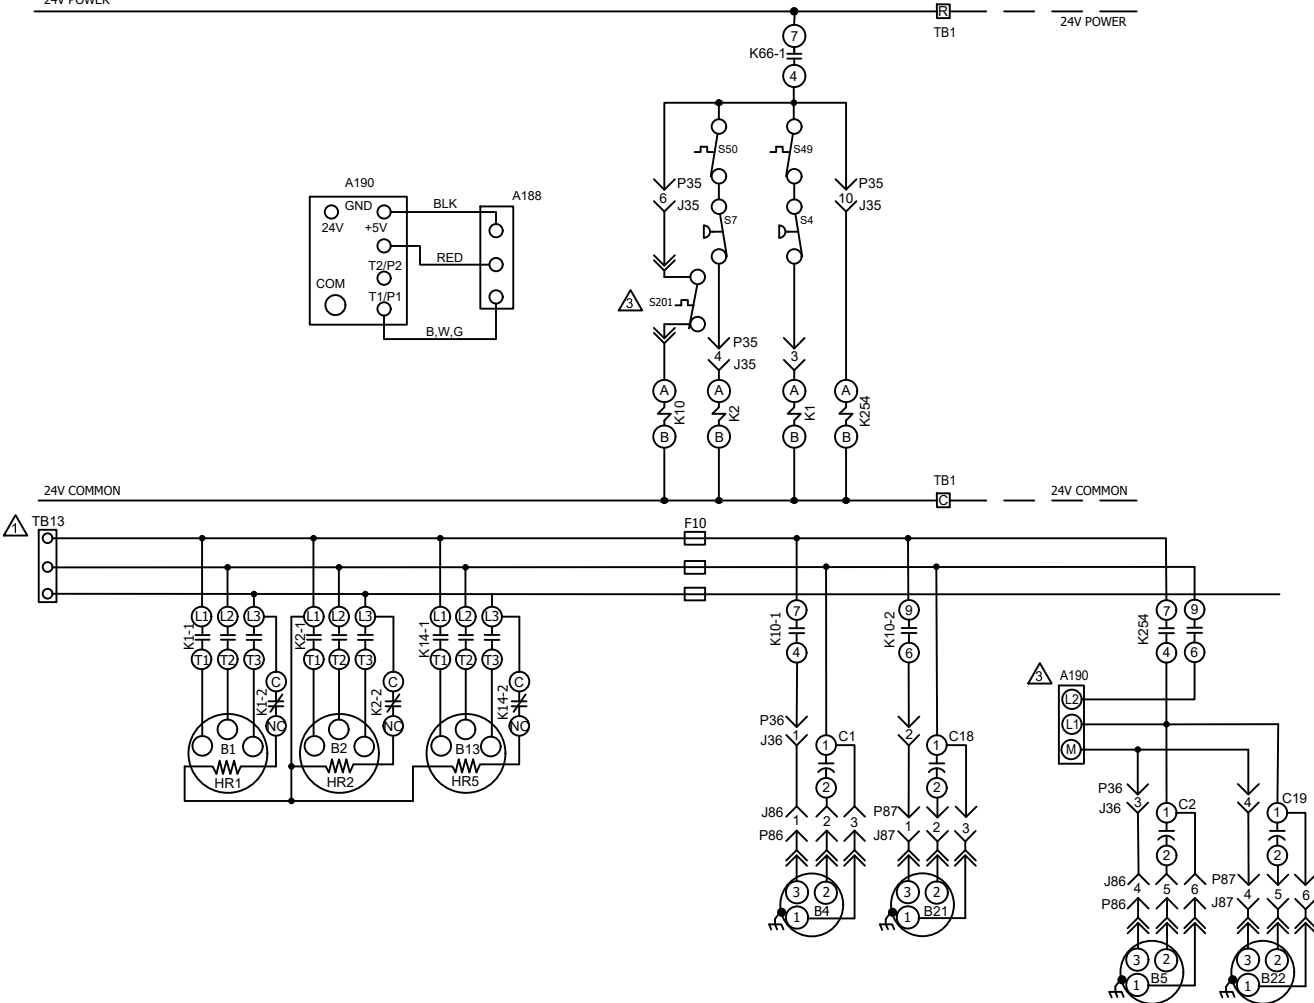 24V POWER
R
TB1
24V POWER
7
K66-1
4
S50
S49
P35
6
J35
P35
10
J35
S7
S4
A190
GND
24V
+5V
T2/P2
COM
T1/P1
BLK
RED
B,W,G
A188
3
S201
P35
4
J35
3
A
A
A
A
K10
K2
K1
K254
B
B
B
B
24V COMMON
TB1
C
24V COMMON
1
TB13
F10
L1
L2
L3
K1-1
T1
T2
T3
C
K1-2
NC
B1
HR1
L1
L2
L3
K2-1
T1
T2
T3
C
K2-2
NC
B2
HR2
L1
L2
L3
K14-1
T1
T2
T3
C
K14-2
NC
B13
HR5
7
K10-1
4
P36
1
J36
1
C1
2
J86
1
2
3
P86
3
2
1
B4
9
K10-2
6
2
1
C18
2
P87
1
2
3
J87
3
2
1
B21
7
9
K254
4
6
3
A190
L2
L1
M
P36
3
J36
1
C2
2
J86
4
5
6
P86
3
2
1
B5
4
1
C19
2
P87
4
5
6
J87
3
2
1
B22